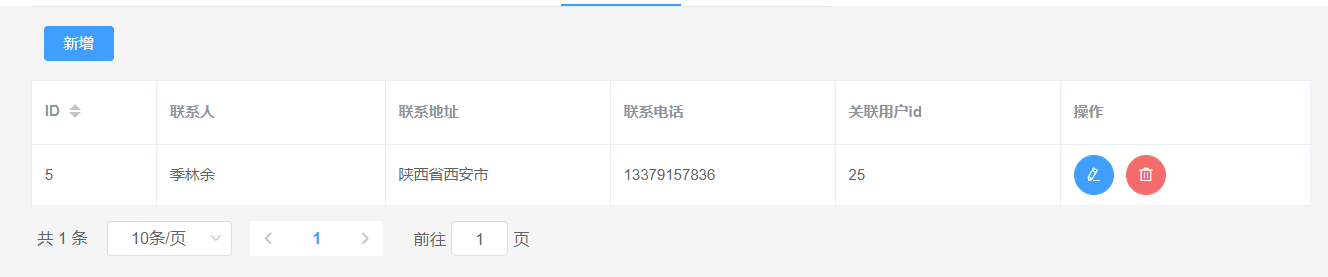 新增
ID 联系人 联系地址 联系电话 关联用户id 操作
5 季林余 陕西省西安市 13379157836 25
共 1 条 10条/页 1 前往 1 页